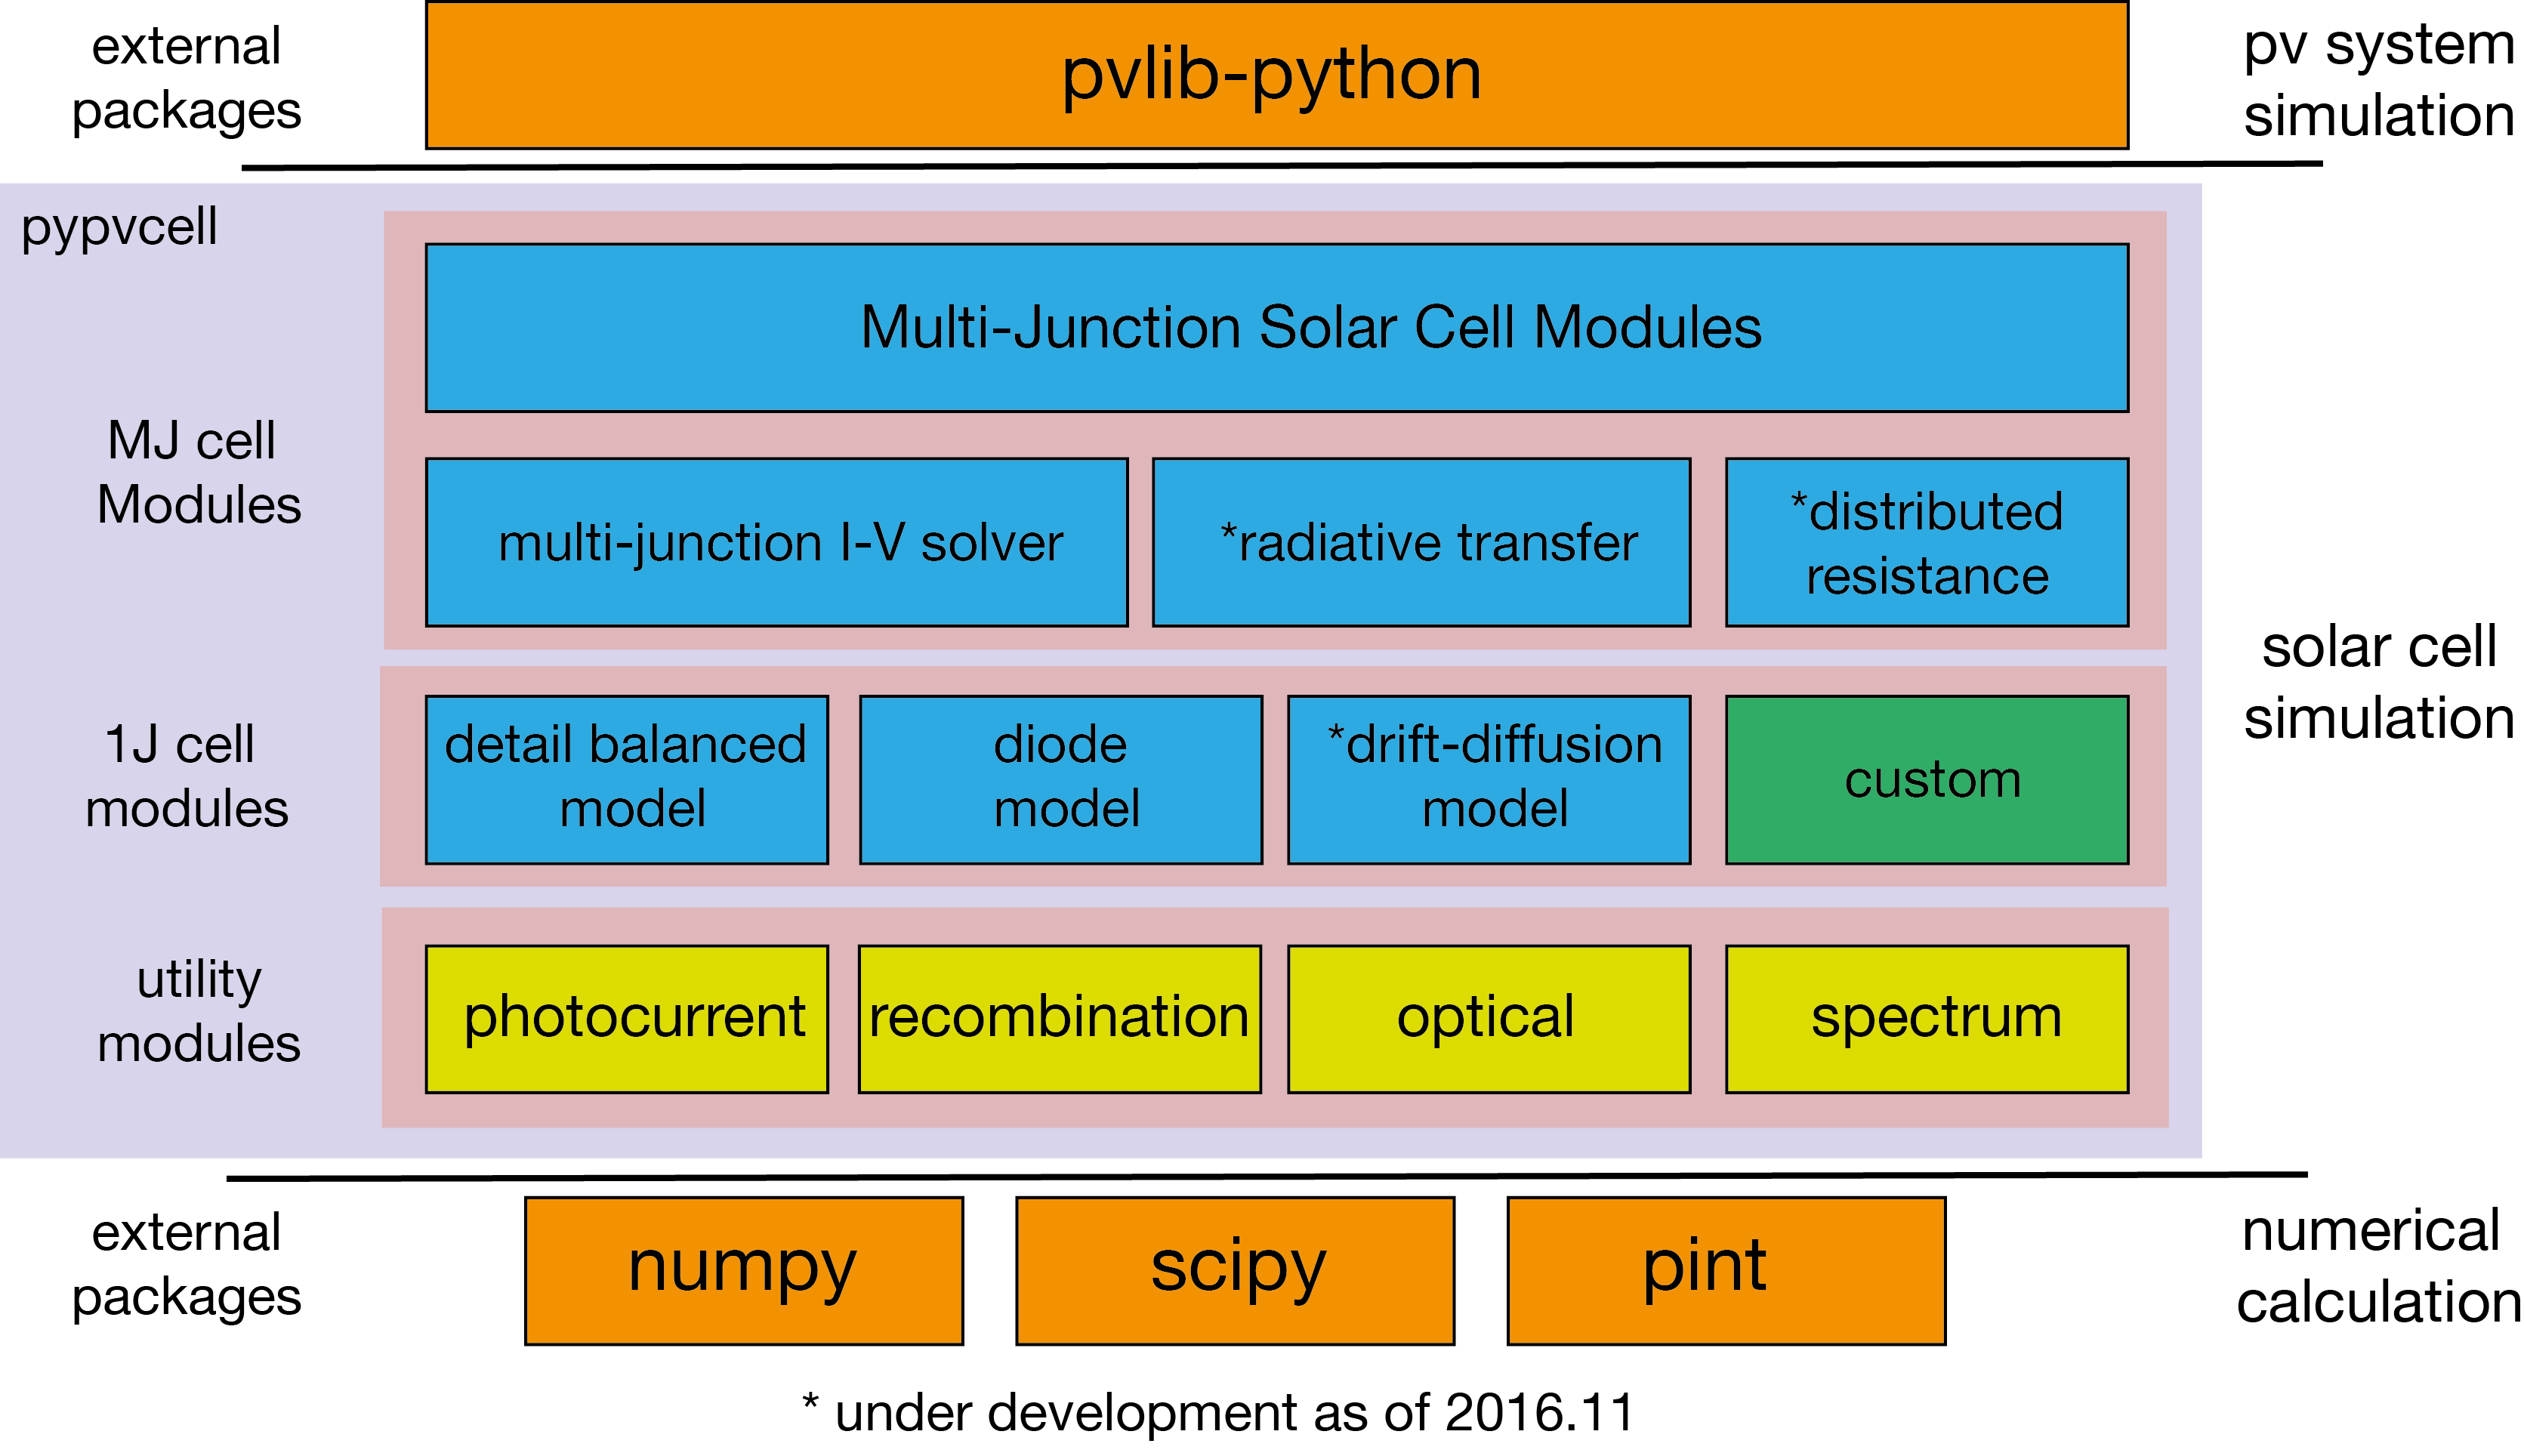 external
packages
pvlib-python
pv system
simulation
pypvcell
Multi-Junction Solar Cell Modules
MJ cell
Modules
multi-junction I-V solver
*radiative transfer
*distributed
resistance
solar cell
simulation
1J cell
modules
detail balanced
model
diode
model
*drift-diffusion
model
custom
utility
modules
photocurrent
recombination
optical
spectrum
external
packages
numpy
scipy
pint
numerical
calculation
* under development as of 2016.11